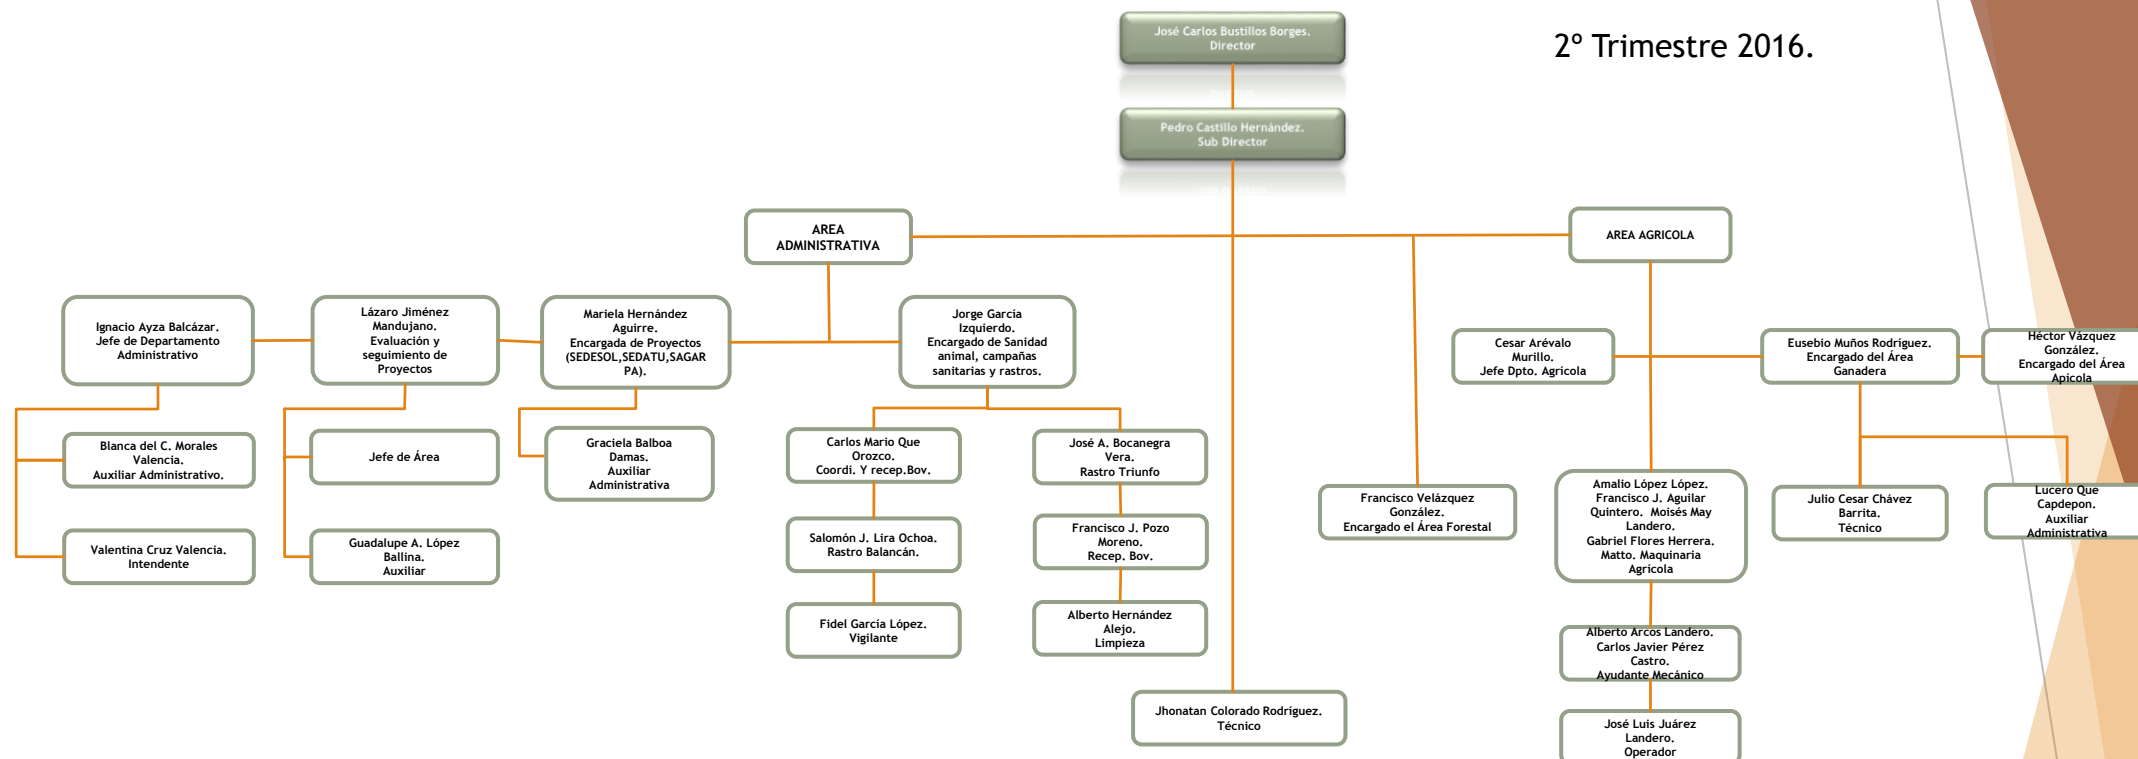 José Carlos Bustillos Borges.
Director
2º Trimestre 2016.
Pedro Castillo Hernández.
Sub Director
AREA
ADMINISTRATIVA
AREA AGRICOLA
Ignacio Ayza Balcázar.
Jefe de Departamento
Administrativo
Lázaro Jiménez
Mandujano.
Evaluación y
seguimiento de
Proyectos
Mariela Hernández
Aguirre.
Encargada de Proyectos
(SEDESOL,SEDATU,SAGAR
PA).
Jorge García
Izquierdo.
Encargado de Sanidad
animal, campañas
sanitarias y rastros.
Cesar Arévalo
Murillo.
Jefe Dpto. Agrícola
Eusebio Muños Rodríguez.
Encargado del Área
Ganadera
Héctor Vázquez
González.
Encargado del Área
Apícola
Blanca del C. Morales
Valencia.
Auxiliar Administrativo.
Jefe de Área
Graciela Balboa
Damas.
Auxiliar
Administrativa
Carlos Mario Que
Orozco.
Coordi. Y recep.Bov.
José A. Bocanegra
Vera.
Rastro Triunfo
Francisco Velázquez
González.
Encargado el Área Forestal
Amalio López López.
Francisco J. Aguilar
Quintero. Moisés May
Landero.
Gabriel Flores Herrera.
Matto. Maquinaria
Agrícola
Julio Cesar Chávez
Barrita.
Técnico
Lucero Que
Capdepon.
Auxiliar
Administrativa
Valentina Cruz Valencia.
Intendente
Guadalupe A. López
Ballina.
Auxiliar
Salomón J. Lira Ochoa.
Rastro Balancán.
Francisco J. Pozo
Moreno.
Recep. Bov.
Fidel García López.
Vigilante
Alberto Hernández
Alejo.
Limpieza
Alberto Arcos Landero.
Carlos Javier Pérez
Castro.
Ayudante Mecánico
Jhonatan Colorado Rodríguez.
Técnico
José Luis Juárez
Landero.
Operador